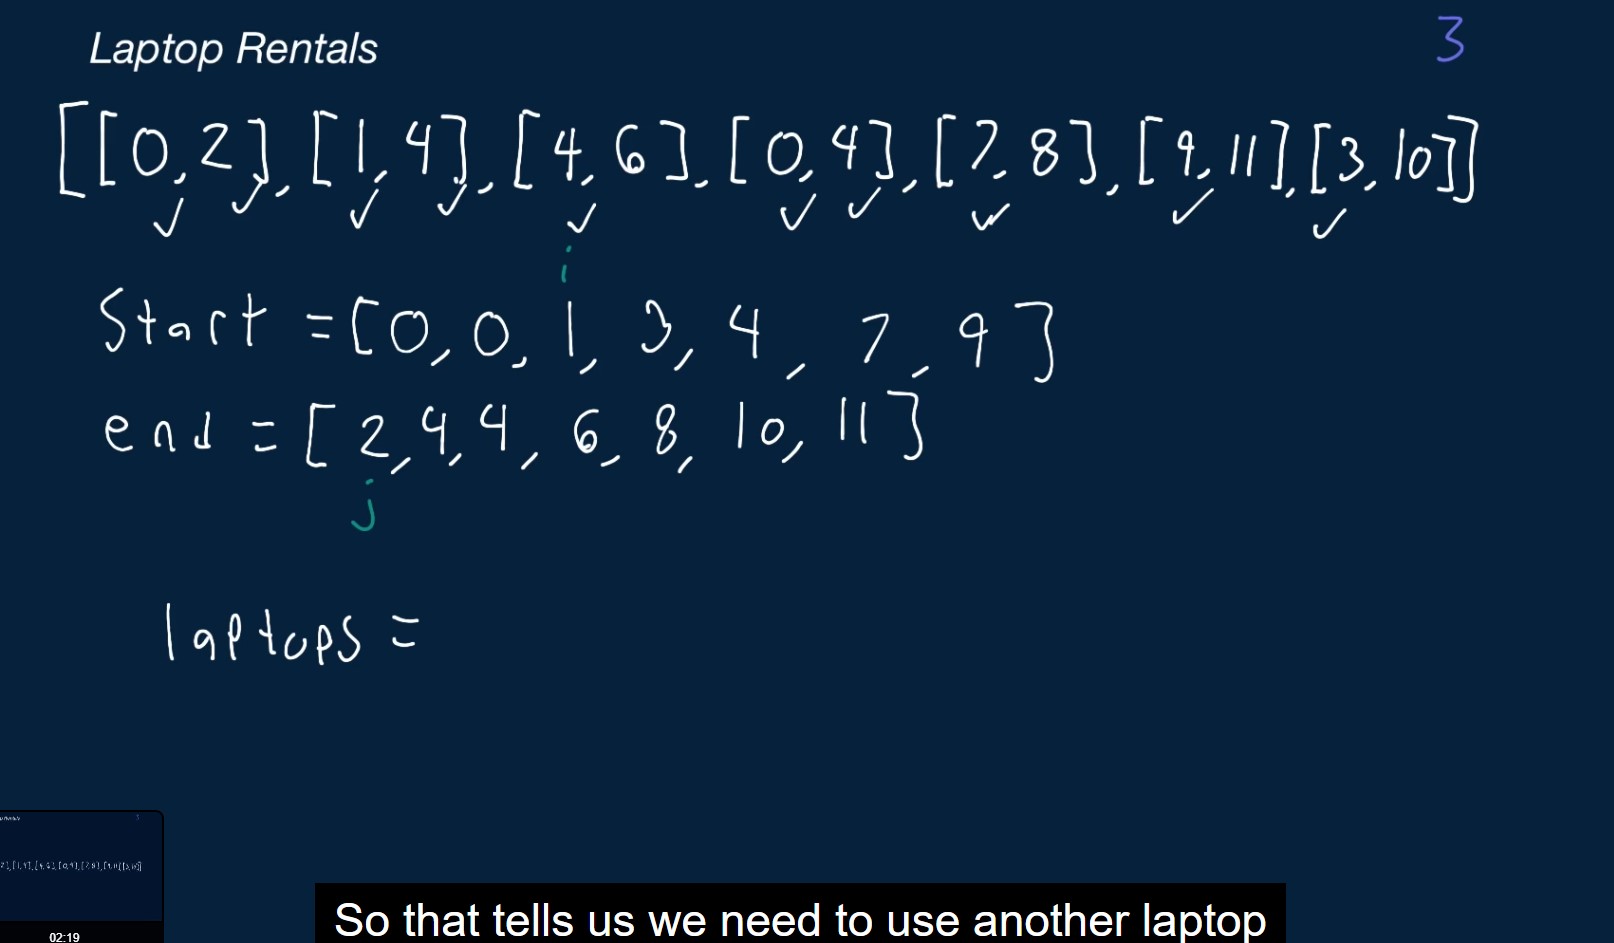 Laptop Rentals
3
[[0,2],[1,4],[4,6],[0,4],[7,8],[9,11],[3,10]]
i
Start =[0,0,1,3,4,7,9]
end =[2,4,4,6,8,10,11]
j
laptops =
02:19
So that tells us we need to use another laptop